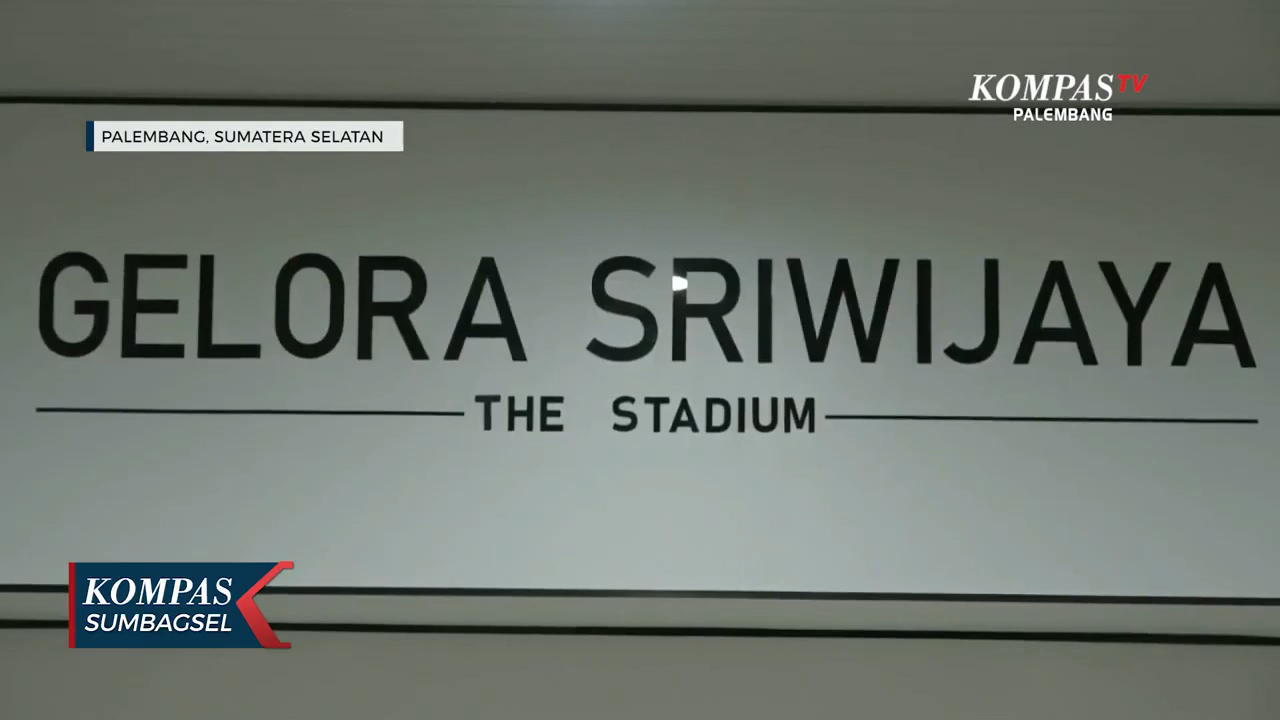 KOMPAS TV
PALEMBANG
PALEMBANG, SUMATERA SELATAN
GELORA SRIWIJAYA
THE STADIUM
KOMPAS
SUMBAGSEL